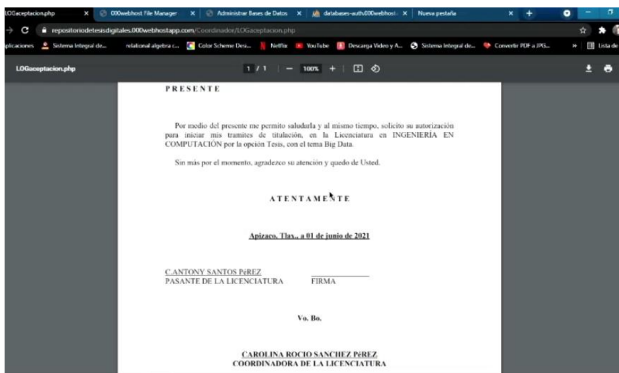 LOGaceptacion.php
000webhost File Manager
Administrar Bases de Datos
databases-auth.000webhost
Nueva pestaña
repositoriodetesisdigitales.000webhostapp.com/Coordinador/LOGaceptacion.php
plicaciones
Sistema Integral de...
relational algebra c...
Color Scheme Desi...
Netflix
YouTube
Descarga Video y A...
Sistema Integral de...
Convertir PDF a JPG...
»
Lista de
LOGaceptacion.php
1 / 1
100%
PRESENTE
Por medio del presente me permito saludarla y al mismo tiempo, solicito su autorización
para iniciar mis tramites de titulación, en la Licenciatura en INGENIERÍA EN
COMPUTACIÓN por la opción Tesis, con el tema Big Data.
Sin más por el momento, agradezco su atención y quedo de Usted.
ATENTAMENTE
Apizaco, Tlax., a 01 de junio de 2021
C.ANTONY SANTOS PéREZ
PASANTE DE LA LICENCIATURA FIRMA
Vo. Bo.
CAROLINA ROCIO SANCHEZ PéREZ
COORDINADORA DE LA LICENCIATURA